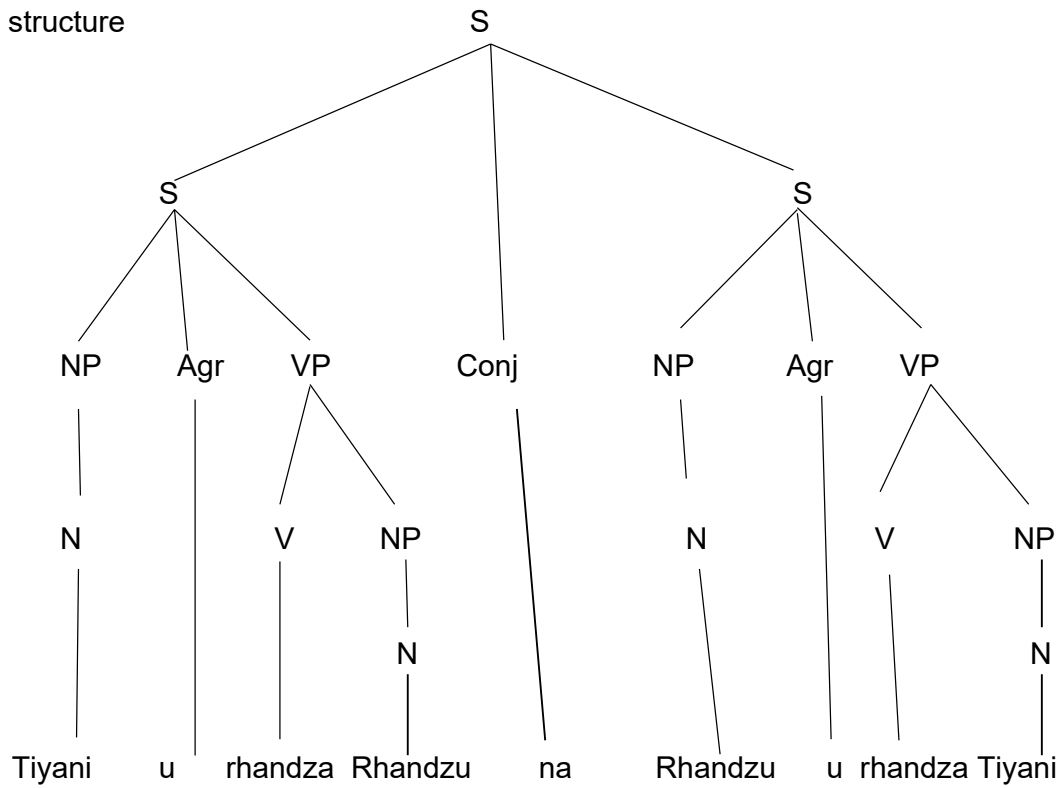 structure
S
S S
NP Agr VP Conj NP Agr VP
N V NP N V NP
N N
Tiyani u rhandza Rhandzu na Rhandzu u rhandza Tiyani